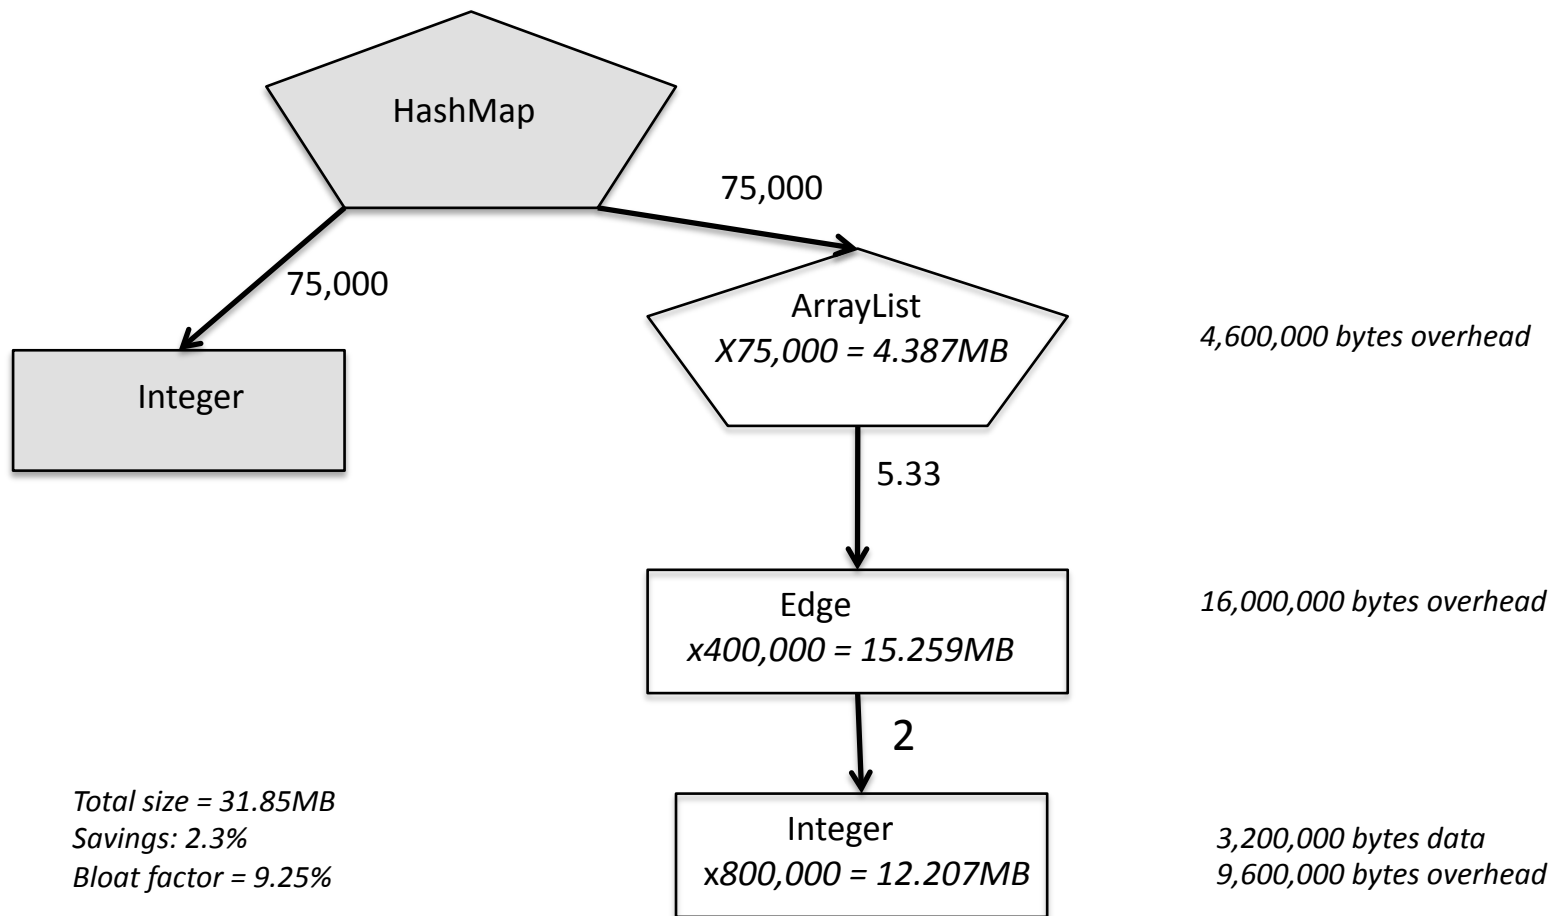 HashMap
75,000
75,000
ArrayList
X75,000 = 4.387MB
4,600,000 bytes overhead
Integer
5.33
Edge
x400,000 = 15.259MB
16,000,000 bytes overhead
2
Total size = 31.85MB
Savings: 2.3%
Bloat factor = 9.25%
Integer
x800,000 = 12.207MB
3,200,000 bytes data
9,600,000 bytes overhead